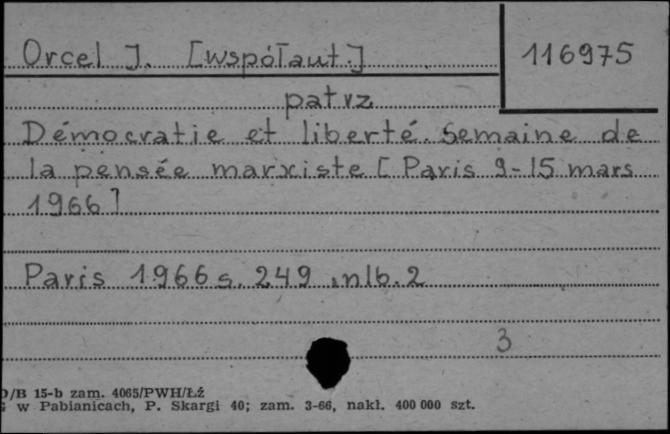 Orcel J. [współaut.]
116975
patrz
Démocratie et liberté. Semaine de
la pensée marxiste [Paris 9-15 mars
1966]
Paris 1966 s. 249 nlb. 2
3
D/B 15-b zam. 4065/PWH/Łź
w Pabianicach, P. Skargi 40; zam. 3-66, nakł. 400 000 szt.